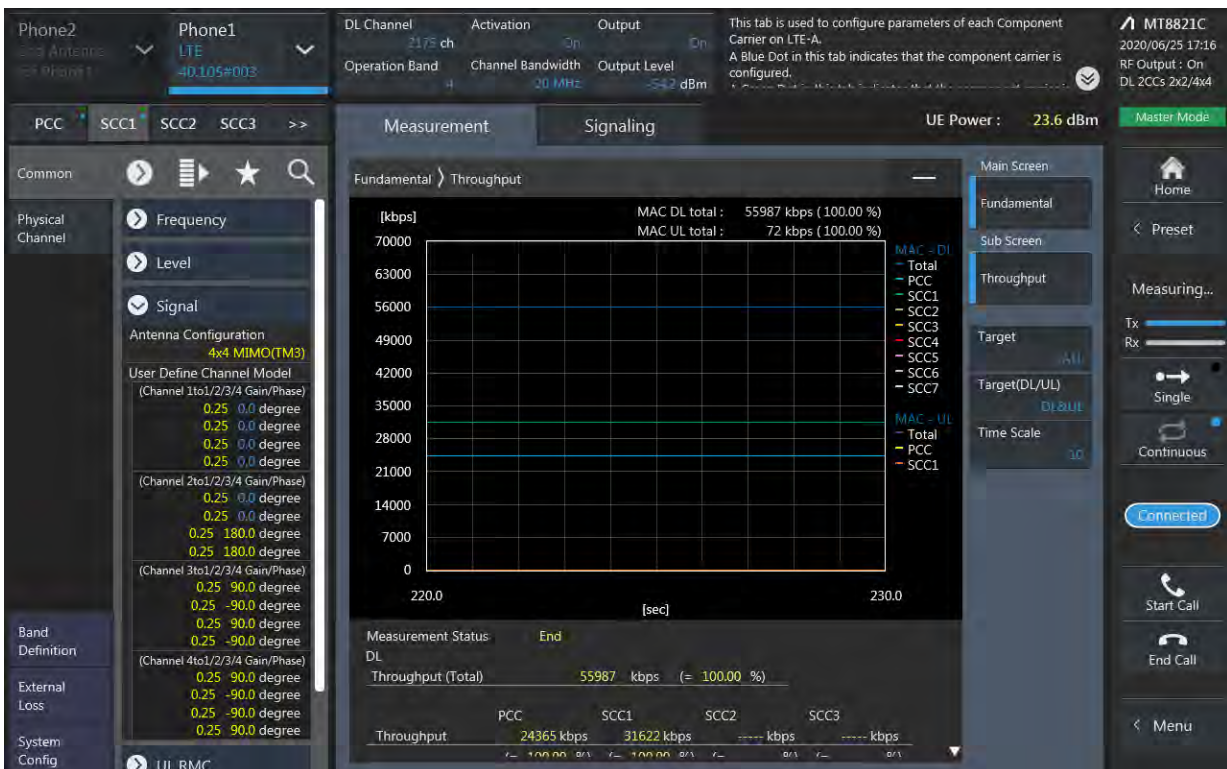 Phone2
Phone1
LTE
40.105#003
DL Channel
2175 ch
Activation
On
Output
On
Operation Band
4
Channel Bandwidth
20 MHz
Output Level
dBm
This tab is used to configure parameters of each Component
Carrier on LTE-A.
A Blue Dot in this tab indicates that the component carrier is
configured.
MT8821C
2020/06/25 17:16
RF Output : On
DL 2CCs 2x2/4x4
Master Mode
PCC SCC1 SCC2 SCC3 >>
Measurement
Signaling
UE Power : 23.6 dBm
Common
Physical
Channel
Frequency
Level
Signal
Antenna Configuration
4x4 MIMO(TM3)
User Define Channel Model
(Channel 1to1/2/3/4 Gain/Phase)
0.25 0.0 degree
0.25 0.0 degree
0.25 0.0 degree
0.25 0.0 degree
(Channel 2to1/2/3/4 Gain/Phase)
0.25 0.0 degree
0.25 0.0 degree
0.25 180.0 degree
0.25 180.0 degree
(Channel 3to1/2/3/4 Gain/Phase)
0.25 90.0 degree
0.25 -90.0 degree
0.25 90.0 degree
0.25 -90.0 degree
(Channel 4to1/2/3/4 Gain/Phase)
0.25 90.0 degree
0.25 -90.0 degree
0.25 -90.0 degree
0.25 90.0 degree
UL RMC
Band
Definition
External
Loss
System
Config
Fundamental ⟩ Throughput
[kbps]
MAC DL total : 55987 kbps ( 100.00 %)
MAC UL total : 72 kbps ( 100.00 %)
70000
63000
56000
49000
42000
35000
28000
21000
14000
7000
0
220.0
230.0
[sec]
MAC - DL
Total
PCC
SCC1
SCC2
SCC3
SCC4
SCC5
SCC6
SCC7
MAC - UL
Total
PCC
SCC1
Measurement Status End
DL
Throughput (Total) 55987 kbps (= 100.00 %)
PCC SCC1 SCC2 SCC3
Throughput 24365 kbps 31622 kbps ----- kbps ----- kbps
Main Screen
Fundamental
Sub Screen
Throughput
Target
ALL
Target(DL/UL)
DL&UL
Time Scale
10
Home
< Preset
Measuring...
Tx
Rx
Single
Continuous
Connected
Start Call
End Call
< Menu